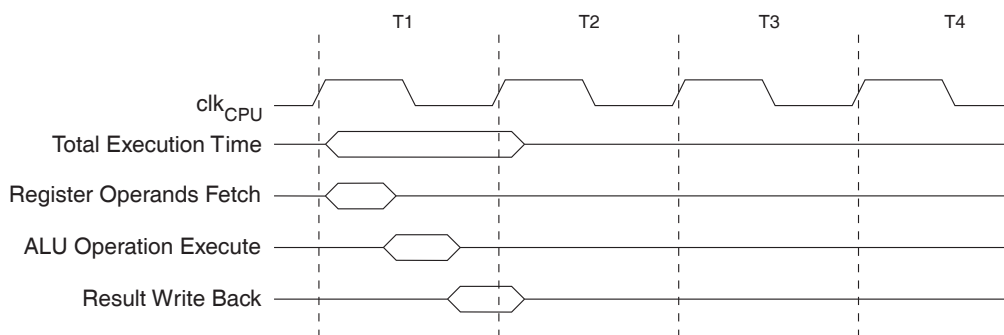 T1 T2 T3 T4
clkCPU
Total Execution Time
Register Operands Fetch
ALU Operation Execute
Result Write Back